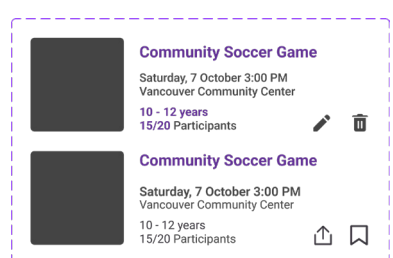 Community Soccer Game
Saturday, 7 October 3:00 PM
Vancouver Community Center
10 - 12 years
15/20 Participants
Community Soccer Game
Saturday, 7 October 3:00 PM
Vancouver Community Center
10 - 12 years
15/20 Participants